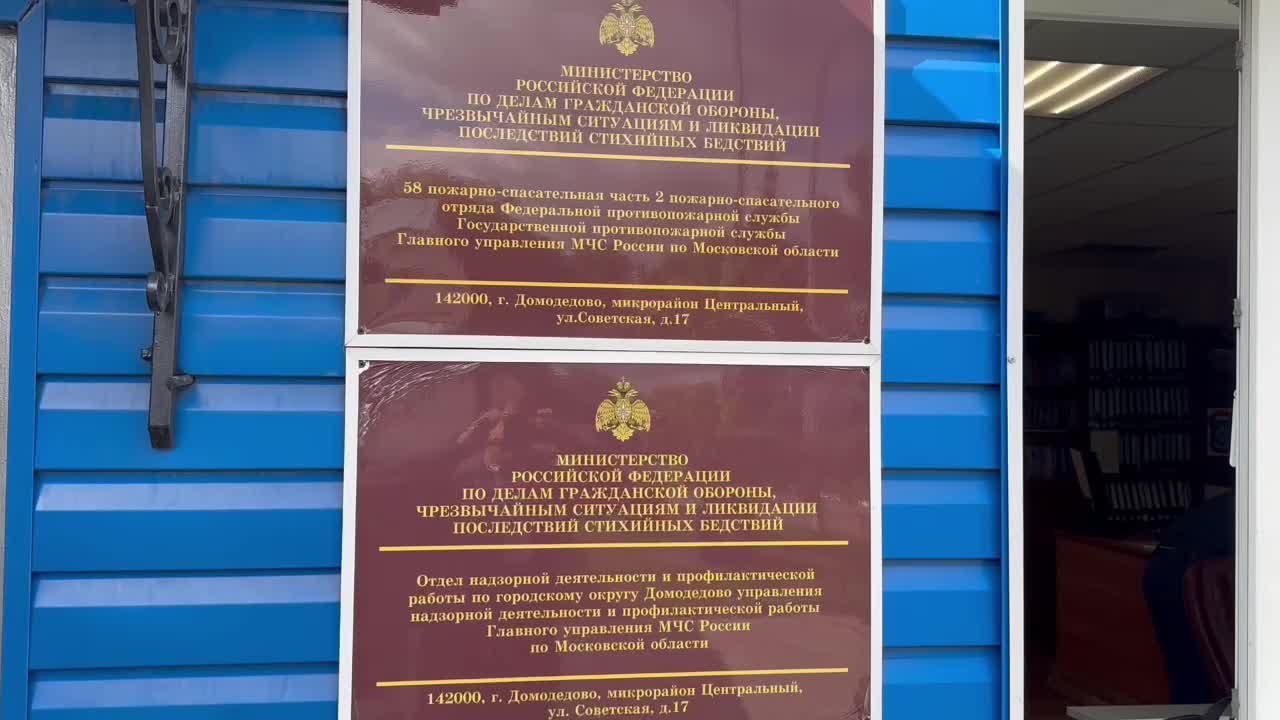 МИНИСТЕРСТВО
РОССИЙСКОЙ ФЕДЕРАЦИИ
ПО ДЕЛАМ ГРАЖДАНСКОЙ ОБОРОНЫ,
ЧРЕЗВЫЧАЙНЫМ СИТУАЦИЯМ И ЛИКВИДАЦИИ
ПОСЛЕДСТВИЙ СТИХИЙНЫХ БЕДСТВИЙ
58 пожарно-спасательная часть 2 пожарно-спасательного
отряда Федеральной противопожарной службы
Государственной противопожарной службы
Главного управления МЧС России по Московской области
142000, г. Домодедово, микрорайон Центральный,
ул.Советская, д.17
МИНИСТЕРСТВО
РОССИЙСКОЙ ФЕДЕРАЦИИ
ПО ДЕЛАМ ГРАЖДАНСКОЙ ОБОРОНЫ,
ЧРЕЗВЫЧАЙНЫМ СИТУАЦИЯМ И ЛИКВИДАЦИИ
ПОСЛЕДСТВИЙ СТИХИЙНЫХ БЕДСТВИЙ
Отдел надзорной деятельности и профилактической
работы по городскому округу Домодедово управления
надзорной деятельности и профилактической работы
Главного управления МЧС России
по Московской области
142000, г. Домодедово, микрорайон Центральный,
ул. Советская, д.17